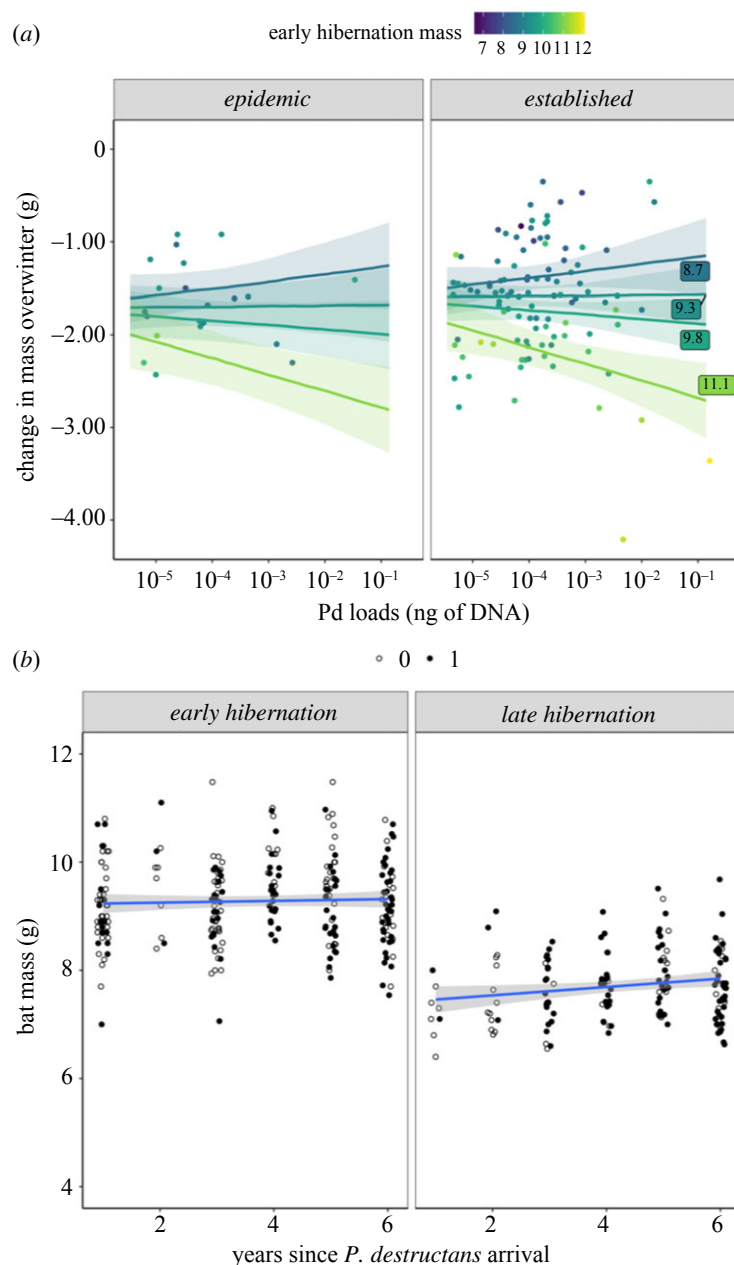 (a)
early hibernation mass
7 8 9 10 11 12
epidemic established
0
−1.00
−2.00
−3.00
−4.00
change in mass overwinter (g)
8.7
9.3
9.8
11.1
10⁻⁵ 10⁻⁴ 10⁻³ 10⁻² 10⁻¹ 10⁻⁵ 10⁻⁴ 10⁻³ 10⁻² 10⁻¹
Pd loads (ng of DNA)
(b)
0 1
early hibernation late hibernation
12
10
8
6
4
bat mass (g)
2 4 6 2 4 6
years since P. destructans arrival